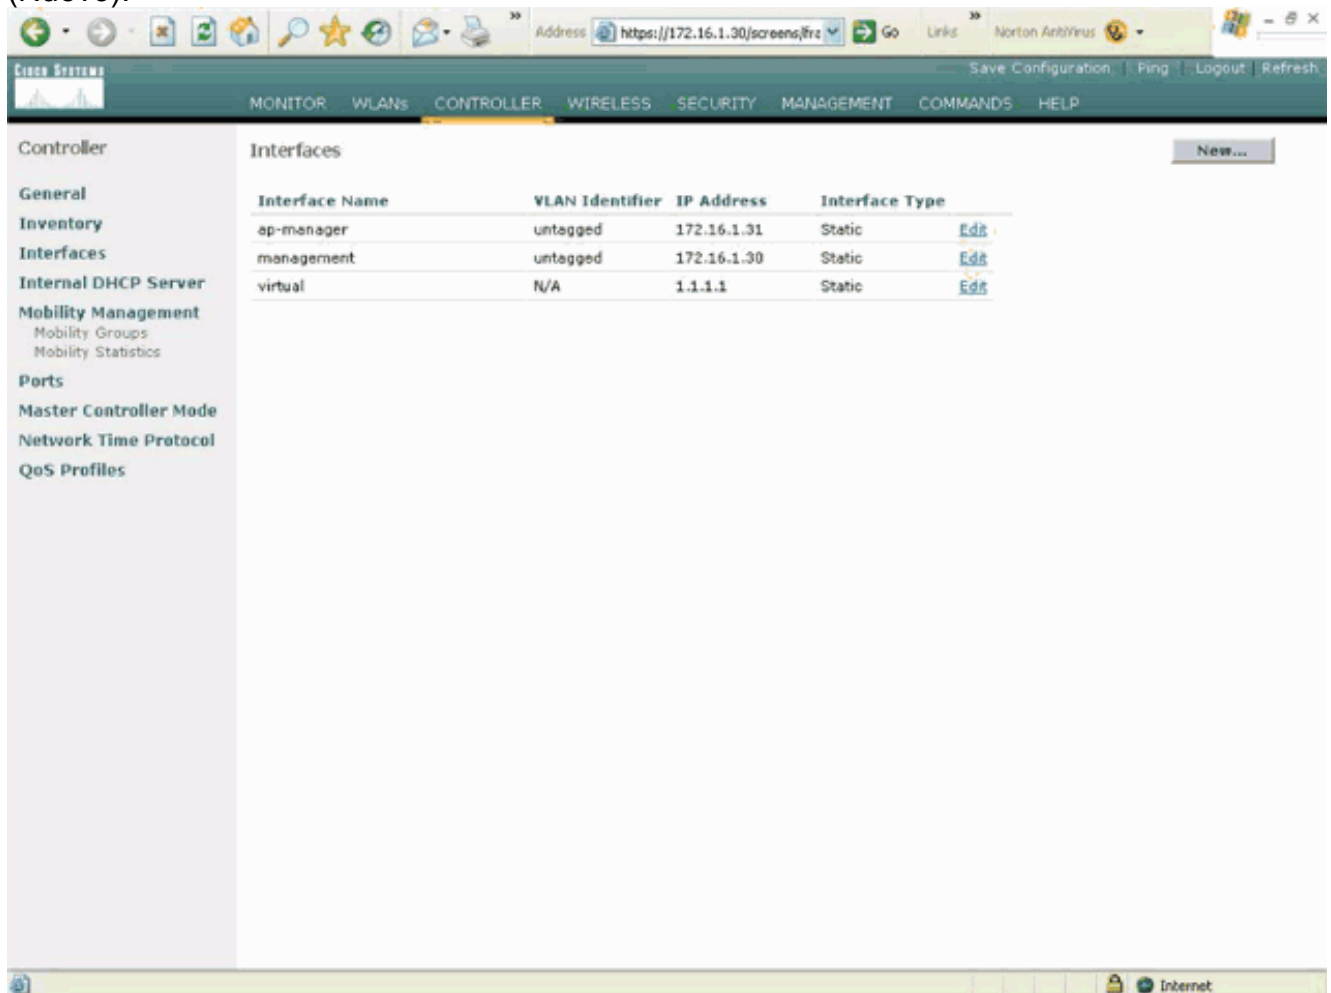 (Nuevo).
Address https://172.16.1.30/screens/fra Go Links Norton AntiVirus
CISCO SYSTEMS
Save Configuration | Ping | Logout | Refresh
MONITOR WLANs CONTROLLER WIRELESS SECURITY MANAGEMENT COMMANDS HELP
Controller
General
Inventory
Interfaces
Internal DHCP Server
Mobility Management
Mobility Groups
Mobility Statistics
Ports
Master Controller Mode
Network Time Protocol
QoS Profiles
Interfaces
New...
Interface Name VLAN Identifier IP Address Interface Type
ap-manager untagged 172.16.1.31 Static Edit
management untagged 172.16.1.30 Static Edit
virtual N/A 1.1.1.1 Static Edit
Internet